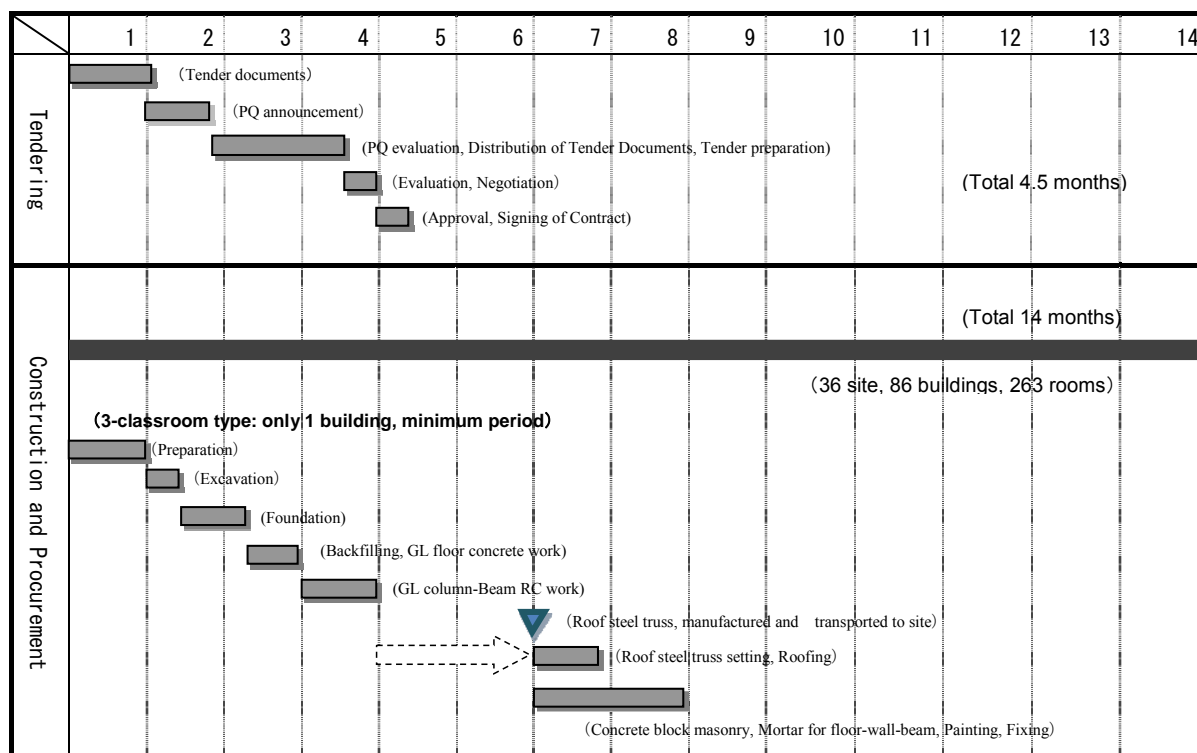 1 2 3 4 5 6 7 8 9 10 11 12 13 14
Tendering
(Tender documents)
(PQ announcement)
(PQ evaluation, Distribution of Tender Documents, Tender preparation)
(Evaluation, Negotiation)
(Total 4.5 months)
(Approval, Signing of Contract)
Construction and Procurement
(Total 14 months)
(36 site, 86 buildings, 263 rooms)
(3-classroom type: only 1 building, minimum period)
(Preparation)
(Excavation)
(Foundation)
(Backfilling, GL floor concrete work)
(GL column-Beam RC work)
(Roof steel truss, manufactured and transported to site)
(Roof steel truss setting, Roofing)
(Concrete block masonry, Mortar for floor-wall-beam, Painting, Fixing)